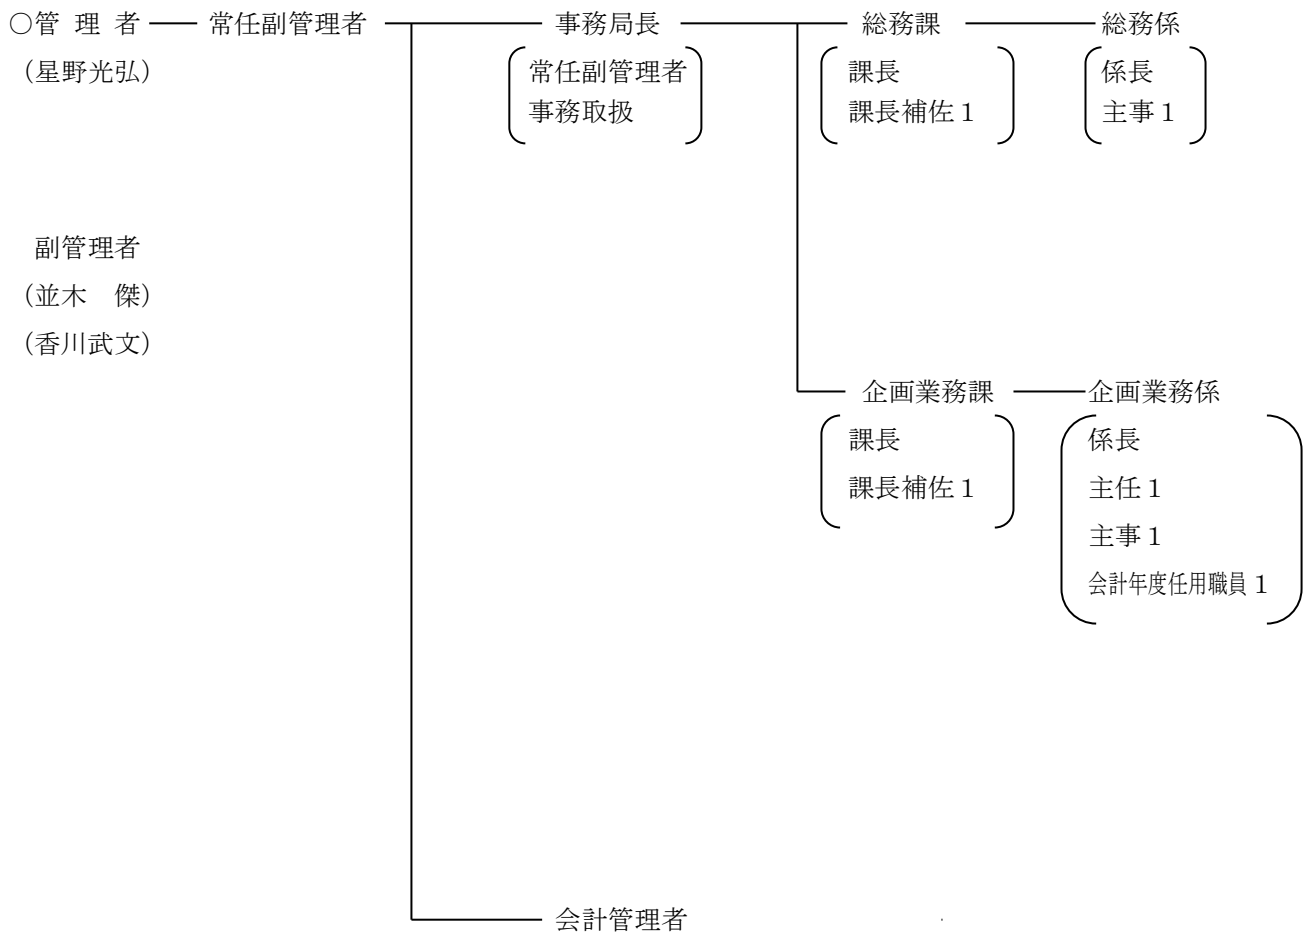 ○管 理 者 常任副管理者 事務局長 総務課 総務係
（星野光弘） 常任副管理者 課長 係長
事務取扱 課長補佐１ 主事１
副管理者
（並木　傑）
（香川武文）
企画業務課 企画業務係
課長 係長
課長補佐１ 主任１
主事１
会計年度任用職員１
会計管理者